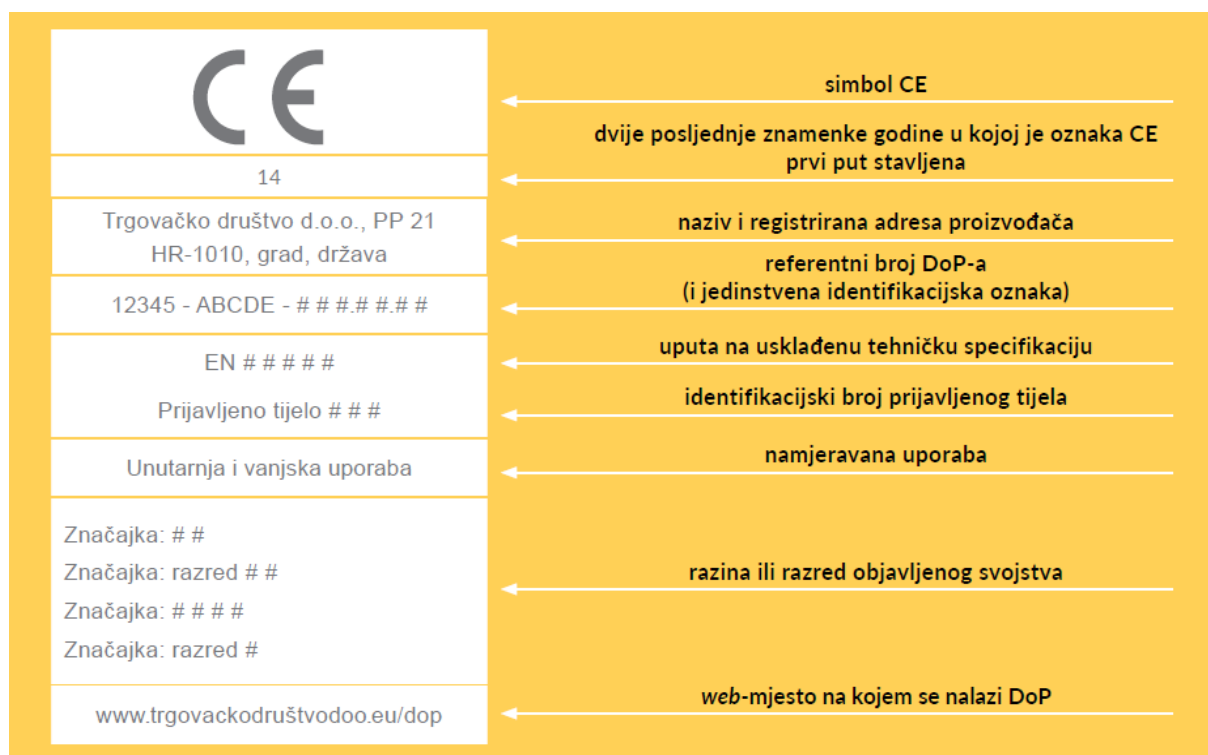 CE
simbol CE
dvije posljednje znamenke godine u kojoj je oznaka CE
prvi put stavljena
14
Trgovačko društvo d.o.o., PP 21
HR-1010, grad, država
naziv i registrirana adresa proizvođača
referentni broj DoP-a
(i jedinstvena identifikacijska oznaka)
12345 - ABCDE - # # #.# #.# #
uputa na usklađenu tehničku specifikaciju
EN # # # # #
identifikacijski broj prijavljenog tijela
Prijavljeno tijelo # # #
namjeravana uporaba
Unutarnja i vanjska uporaba
Značajka: # #
Značajka: razred # #
Značajka: # # # #
Značajka: razred #
razina ili razred objavljenog svojstva
web-mjesto na kojem se nalazi DoP
www.trgovackodruštvodoo.eu/dop